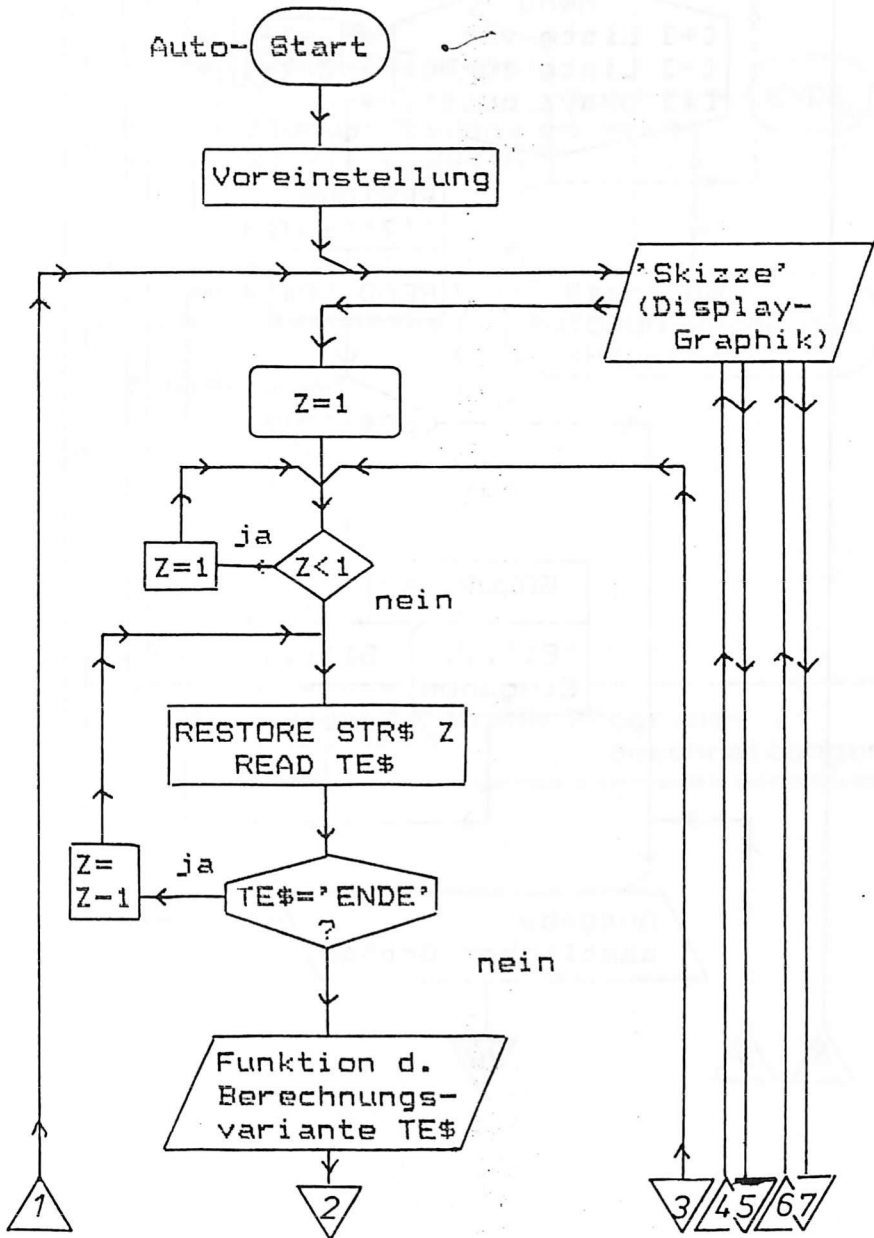 Auto- Start
Voreinstellung
'Skizze'
(Display-
Graphik)
Z=1
ja
Z=1
Z<1
nein
RESTORE STR$ Z
READ TE$
Z=
Z-1
ja
TE$='ENDE'
?
nein
Funktion d.
Berechnungs-
variante TE$
1
2
3
4
5
6
7